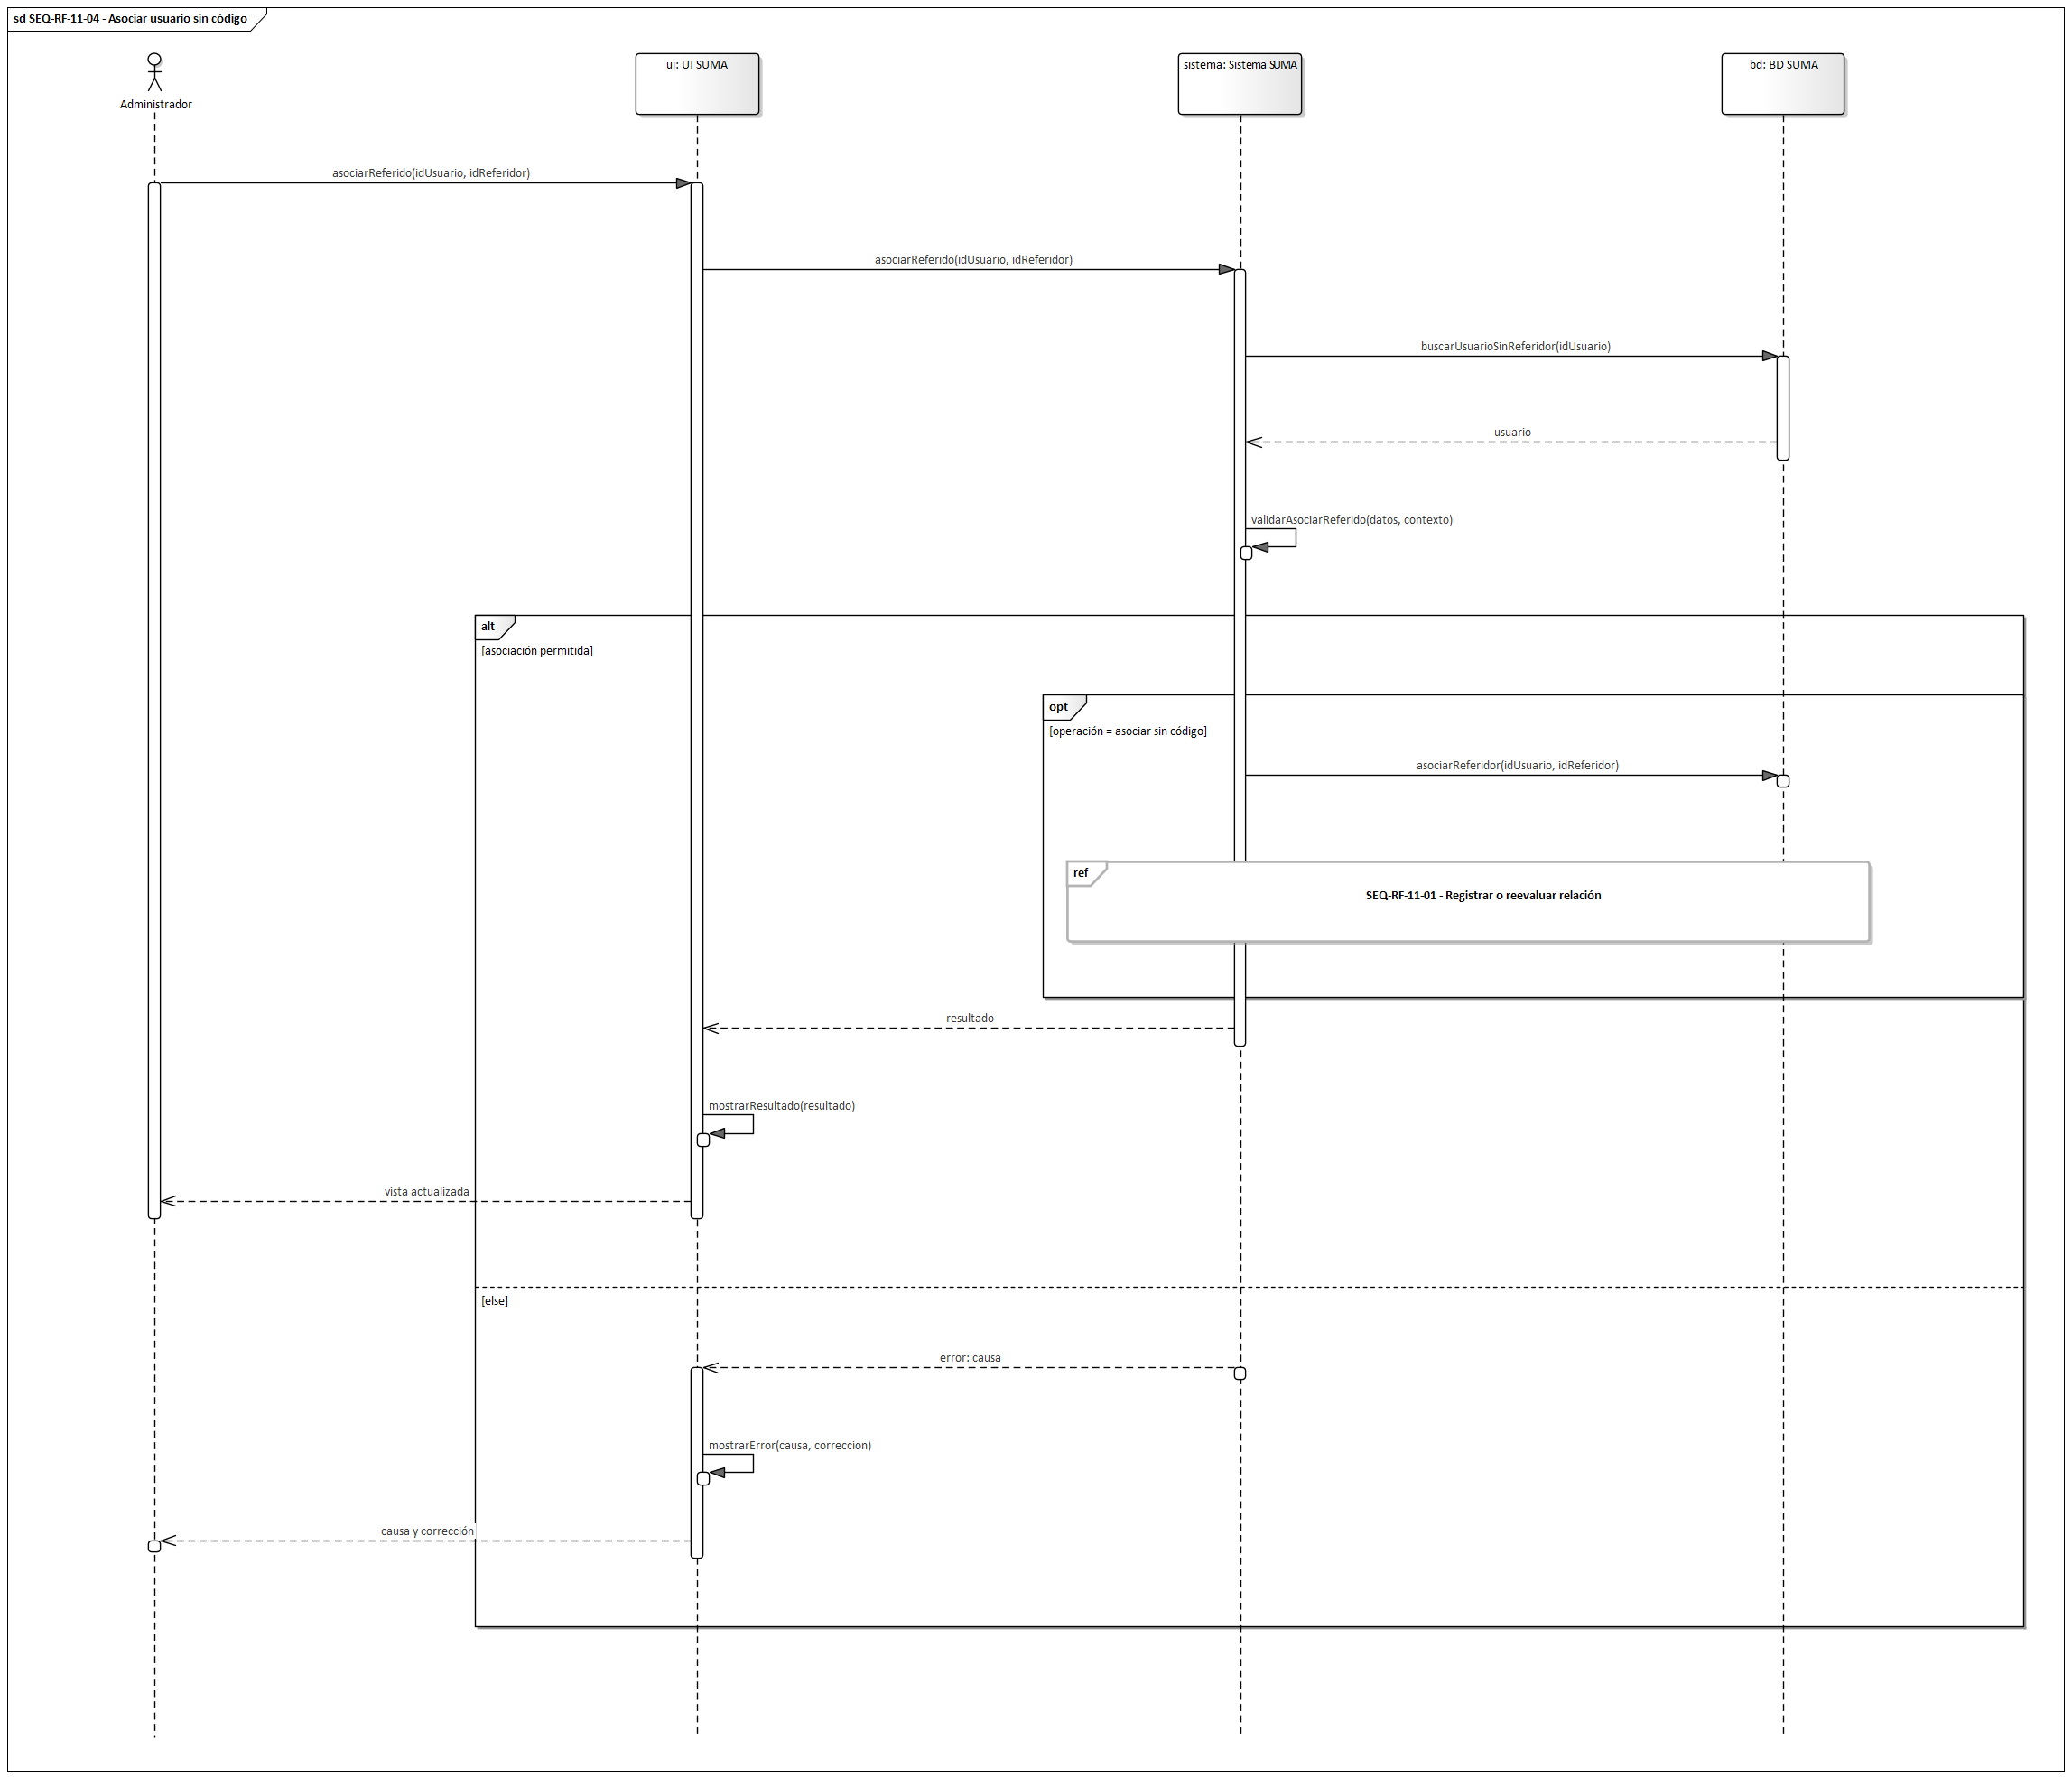 sd SEQ-RF-11-04 - Asociar usuario sin código
Administrador
ui: UI SUMA
sistema: Sistema SUMA
bd: BD SUMA
asociarReferido(idUsuario, idReferidor)
asociarReferido(idUsuario, idReferidor)
buscarUsuarioSinReferidor(idUsuario)
usuario
validarAsociarReferido(datos, contexto)
alt
[asociación permitida]
opt
[operación = asociar sin código]
asociarReferidor(idUsuario, idReferidor)
ref
SEQ-RF-11-01 - Registrar o reevaluar relación
resultado
mostrarResultado(resultado)
vista actualizada
[else]
error: causa
mostrarError(causa, correccion)
causa y corrección